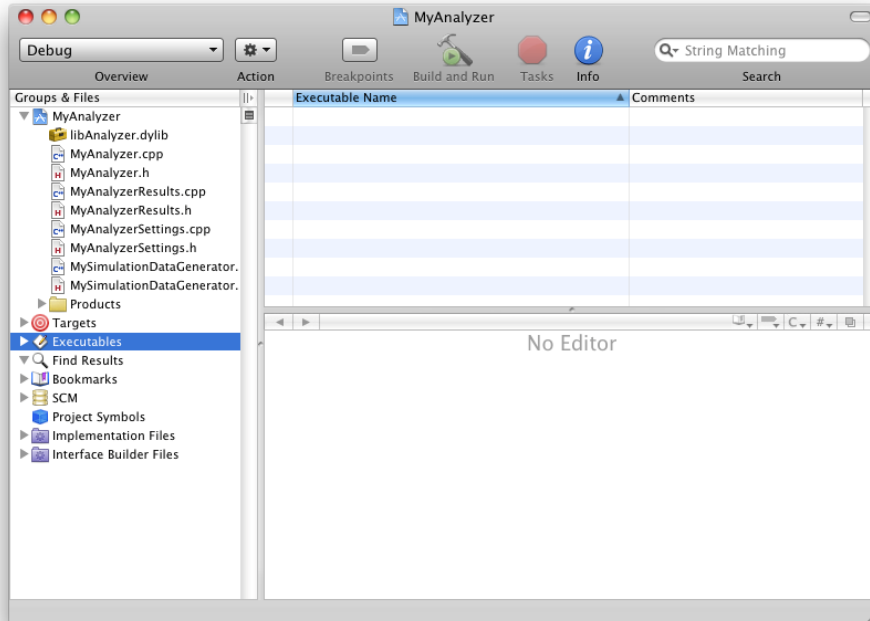 MyAnalyzer
Debug
String Matching
Overview
Action
Breakpoints
Build and Run
Tasks
Info
Search
Groups & Files
Executable Name
Comments
MyAnalyzer
libAnalyzer.dylib
MyAnalyzer.cpp
MyAnalyzer.h
MyAnalyzerResults.cpp
MyAnalyzerResults.h
MyAnalyzerSettings.cpp
MyAnalyzerSettings.h
MySimulationDataGenerator.
MySimulationDataGenerator.
Products
Targets
Executables
Find Results
Bookmarks
SCM
Project Symbols
Implementation Files
Interface Builder Files
C
#
No Editor